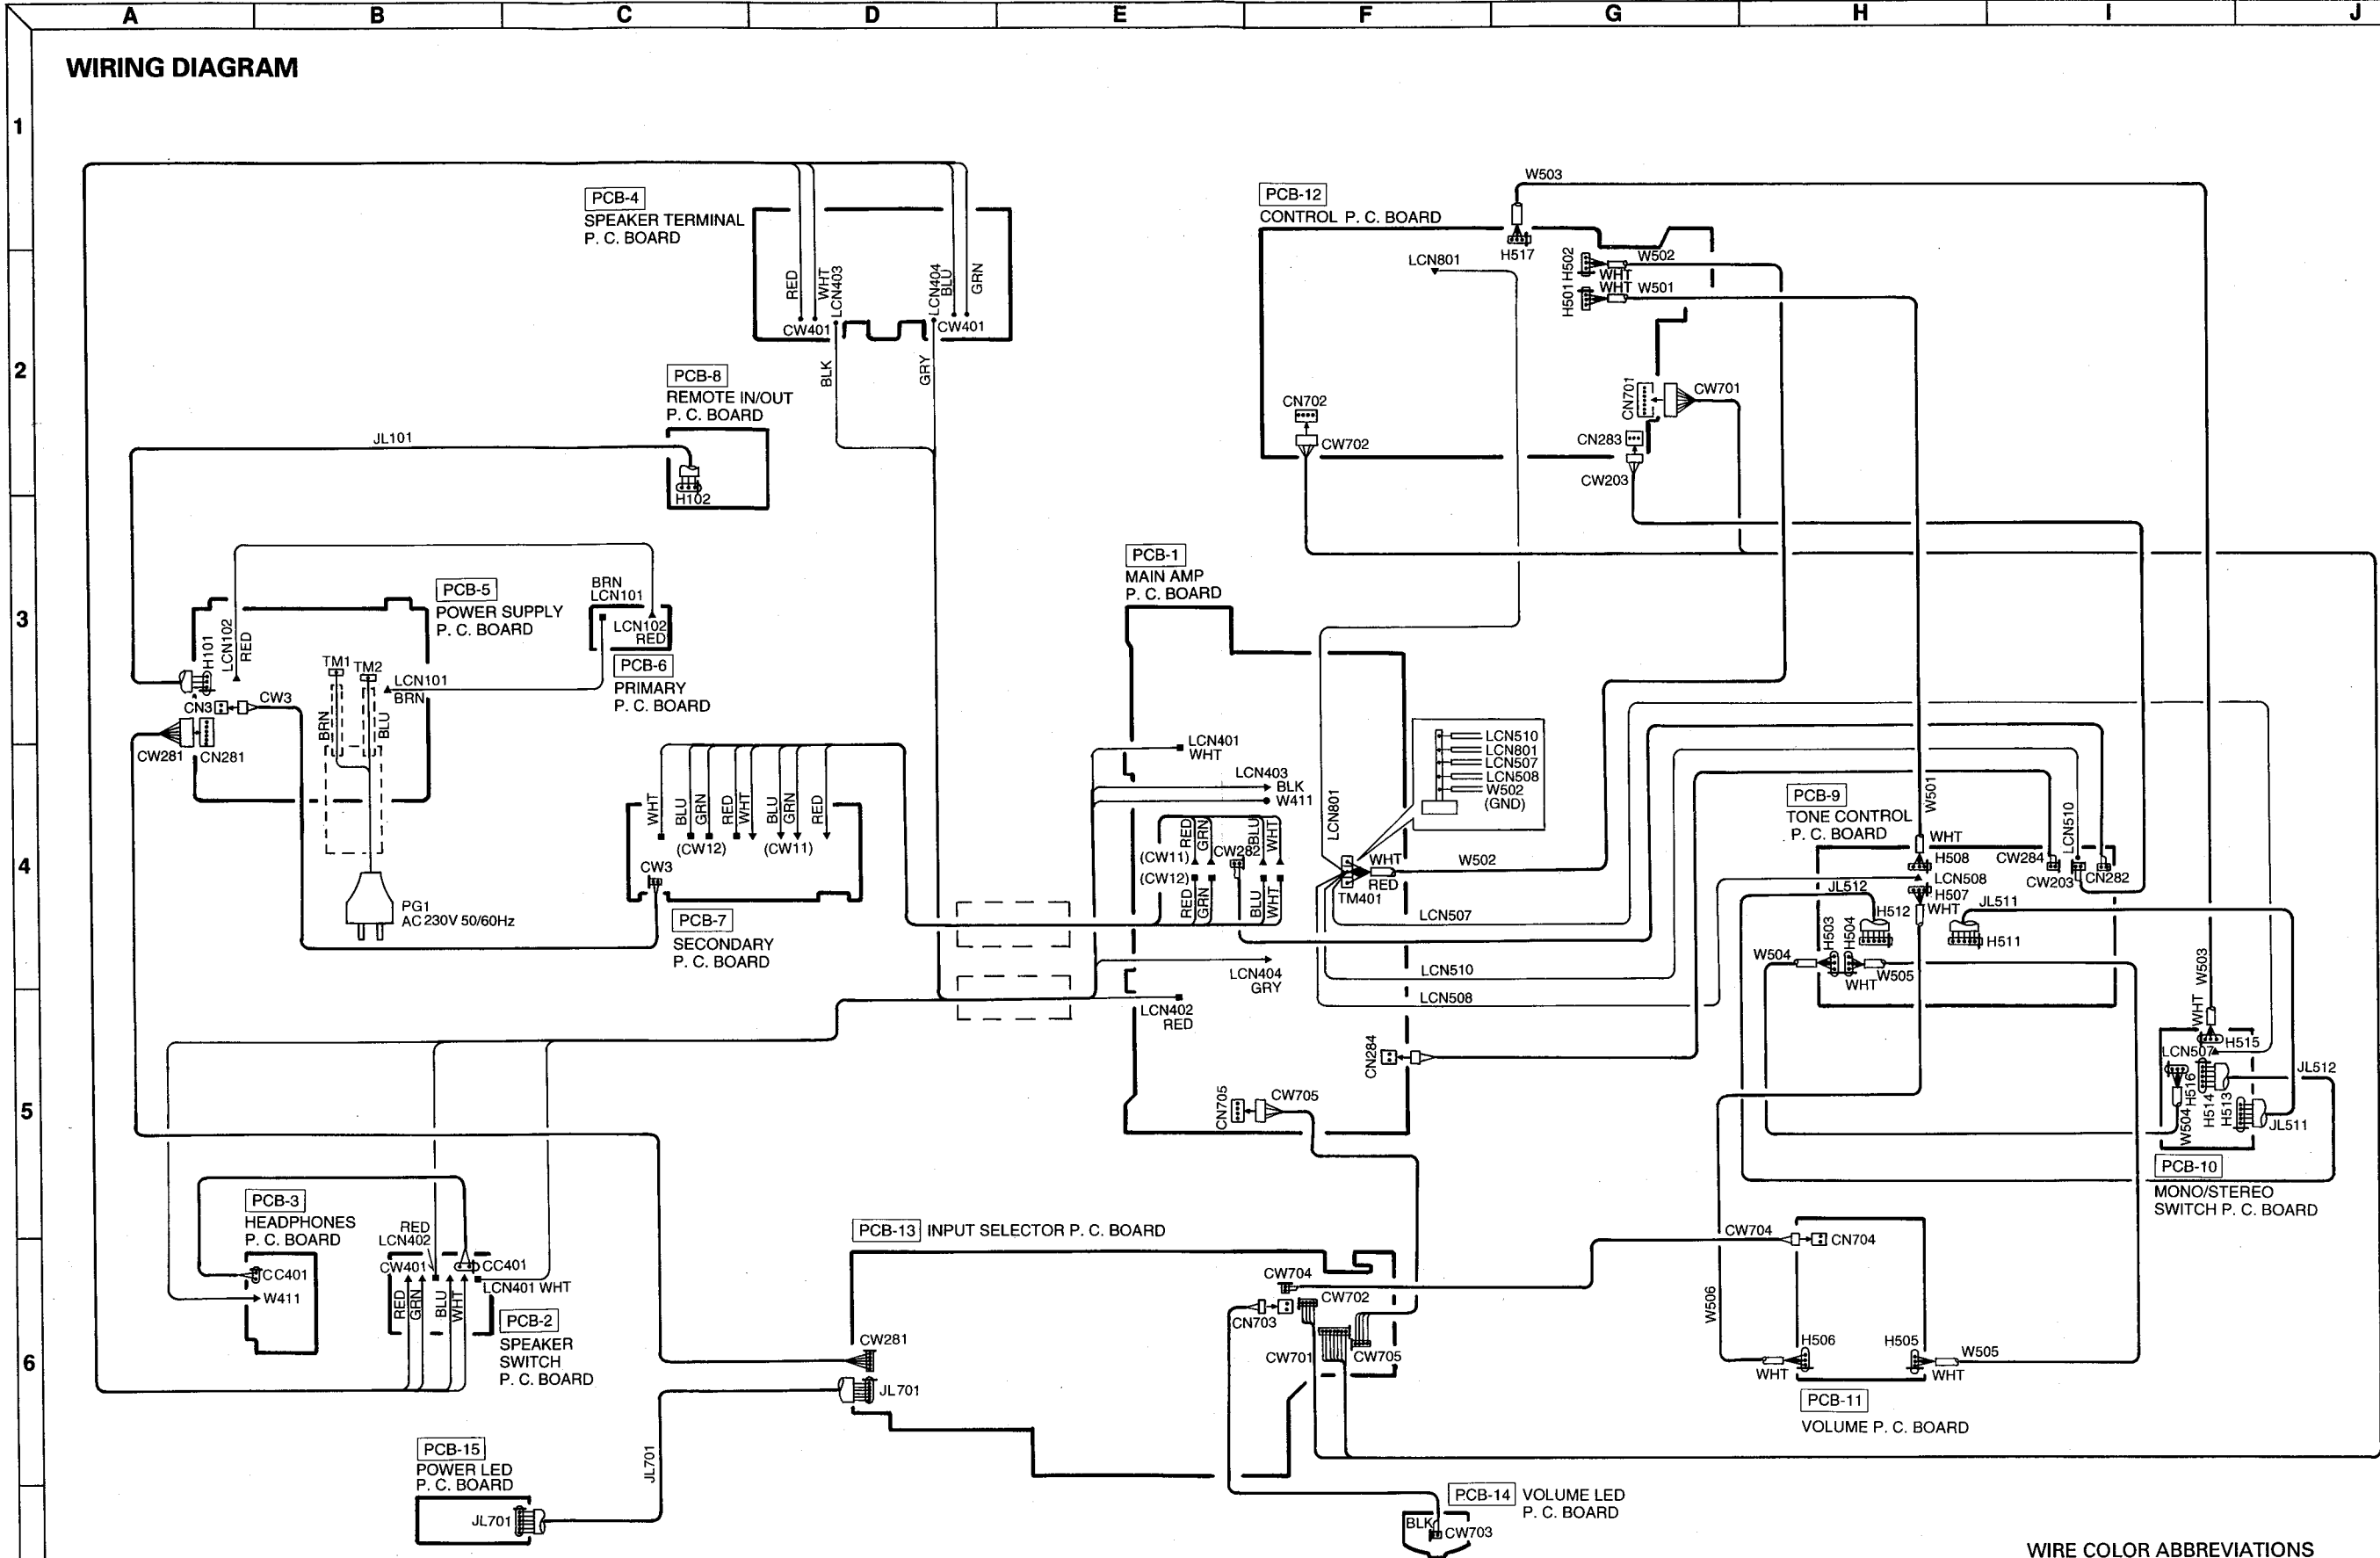 A B C D E F G H I J
WIRING DIAGRAM
1
2
3
4
5
6
PCB-4
SPEAKER TERMINAL
P. C. BOARD
RED
WHT
LCN403
LCN404
BLU
GRN
CW401
CW401
BLK
GRY
PCB-12
CONTROL P. C. BOARD
W503
H517
LCN801
H502
W502
WHT
H501
WHT
W501
CN702
CW702
CN701
CW701
CN283
CW203
PCB-8
REMOTE IN/OUT
P. C. BOARD
JL101
H102
PCB-5
POWER SUPPLY
P. C. BOARD
H101
LCN102
RED
TM1
TM2
LCN101
BRN
CW3
CN3
BRN
BLU
CW281
CN281
PG1
AC 230V 50/60Hz
BRN
LCN101
LCN102
RED
PCB-6
PRIMARY
P. C. BOARD
WHT
BLU
GRN
RED
WHT
BLU
GRN
RED
(CW12)
(CW11)
CW3
PCB-7
SECONDARY
P. C. BOARD
PCB-1
MAIN AMP
P. C. BOARD
LCN401
WHT
LCN403
BLK
W411
RED
GRN
BLU
WHT
(CW11)
CW282
(CW12)
RED
GRN
BLU
WHT
LCN404
GRY
LCN402
RED
LCN801
LCN510
LCN801
LCN507
LCN508
W502
(GND)
WHT
RED
TM401
W502
LCN507
LCN510
LCN508
CN284
CN705
CW705
PCB-9
TONE CONTROL
P. C. BOARD
W501
WHT
H508
LCN508
H507
WHT
JL512
H512
JL511
H511
H503
H504
W504
W505
WHT
LCN510
CW284
CW203
CN282
W503
WHT
H515
LCN507
H516
W504
H514
H513
JL512
JL511
PCB-10
MONO/STEREO
SWITCH P. C. BOARD
PCB-3
HEADPHONES
P. C. BOARD
CC401
W411
RED
LCN402
CW401
CC401
LCN401 WHT
RED
GRN
BLU
WHT
PCB-2
SPEAKER
SWITCH
P. C. BOARD
PCB-13 INPUT SELECTOR P. C. BOARD
CW704
CW702
CN703
CW701
CW705
CW281
JL701
CW704
CN704
W506
H506
H505
W505
WHT
WHT
PCB-11
VOLUME P. C. BOARD
PCB-15
POWER LED
P. C. BOARD
JL701
JL701
PCB-14 VOLUME LED
P. C. BOARD
BLK
CW703
WIRE COLOR ABBREVIATIONS